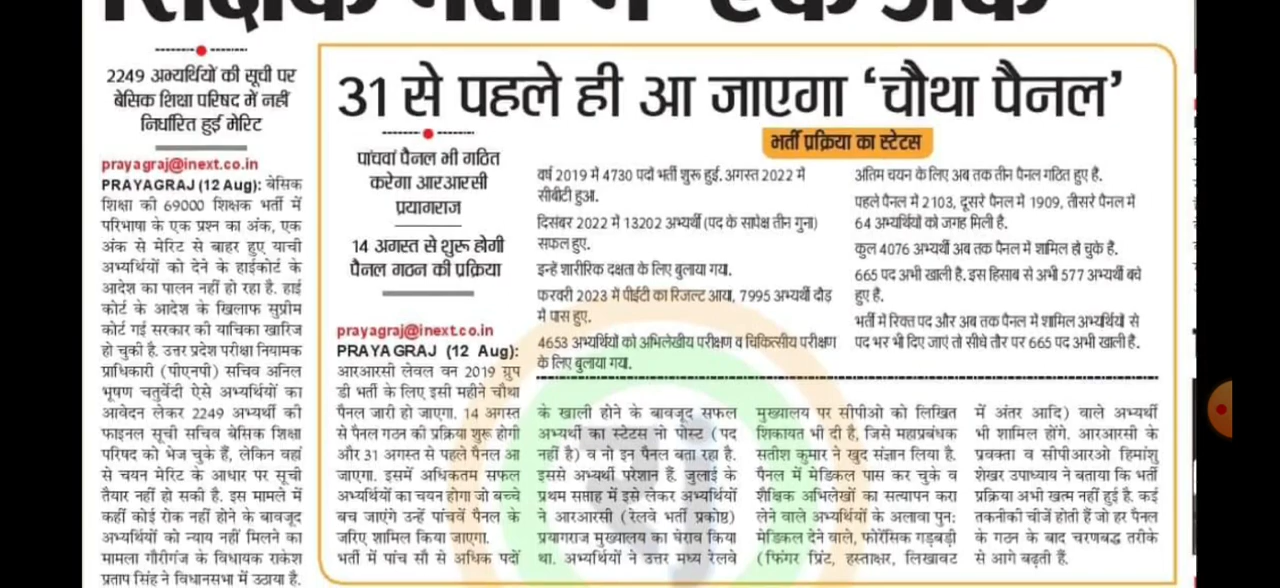 2249 अभ्यर्थियों की सूची पर
बेसिक शिक्षा परिषद में नहीं
निर्धारित हुई मेरिट
prayagraj@inext.co.in
PRAYAGRAJ (12 Aug): बेसिक
शिक्षा की 69000 शिक्षक भर्ती में
परिभाषा के एक प्रश्न का अंक, एक
अंक से मेरिट से बाहर हुए याची
अभ्यर्थियों को देने के हाईकोर्ट के
आदेश का पालन नहीं हो रहा है. हाई
कोर्ट के आदेश के खिलाफ सुप्रीम
कोर्ट गई सरकार की याचिका खारिज
हो चुकी है. उत्तर प्रदेश परीक्षा नियामक
प्राधिकारी (पीएनपी) सचिव अनिल
भूषण चतुर्वेदी ऐसे अभ्यर्थियों का
आवेदन लेकर 2249 अभ्यर्थी की
फाइनल सूची सचिव बेसिक शिक्षा
परिषद को भेज चुके हैं, लेकिन वहां
से चयन मेरिट के आधार पर सूची
तैयार नहीं हो सकी है. इस मामले में
कहीं कोई रोक नहीं होने के बावजूद
अभ्यर्थियों को न्याय नहीं मिलने का
मामला गौरीगंज के विधायक राकेश
प्रताप सिंह ने विधानसभा में उठाया है.
31 से पहले ही आ जाएगा ‘चौथा पैनल’
पांचवां पैनल भी गठित
करेगा आरआरसी
प्रयागराज
14 अगस्त से शुरू होगी
पैनल गठन की प्रक्रिया
भर्ती प्रक्रिया का स्टेटस
वर्ष 2019 में 4730 पदों भर्ती शुरू हुई. अगस्त 2022 में
सीबीटी हुआ.
दिसंबर 2022 में 13202 अभ्यर्थी (पद के सापेक्ष तीन गुना)
सफल हुए.
इन्हें शारीरिक दक्षता के लिए बुलाया गया.
फरवरी 2023 में पीईटी का रिजल्ट आया, 7995 अभ्यर्थी दौड़
में पास हुए.
4653 अभ्यर्थियों को अभिलेखीय परीक्षण व चिकित्सीय परीक्षण
के लिए बुलाया गया.
अंतिम चयन के लिए अब तक तीन पैनल गठित हुए है.
पहले पैनल में 2103, दूसरे पैनल में 1909, तीसरे पैनल में
64 अभ्यर्थियों को जगह मिली है.
कुल 4076 अभ्यर्थी अब तक पैनल में शामिल हो चुके हैं.
665 पद अभी खाली है. इस हिसाब से अभी 577 अभ्यर्थी बचे
हुए हैं.
भर्ती में रिक्त पद और अब तक पैनल में शामिल अभ्यर्थियों से
पद भर भी दिए जाएं तो सीधे तौर पर 665 पद अभी खाली है.
prayagraj@inext.co.in
PRAYAGRAJ (12 Aug):
आरआरसी लेवल वन 2019 ग्रुप
डी भर्ती के लिए इसी महीने चौथा
पैनल जारी हो जाएगा. 14 अगस्त
से पैनल गठन की प्रक्रिया शुरू होगी
और 31 अगस्त से पहले पैनल आ
जाएगा. इसमें अधिकतम सफल
अभ्यर्थियों का चयन होगा जो बच्चे
बच जाएंगे उन्हें पांचवें पैनल के
जरिए शामिल किया जाएगा.
भर्ती में पांच सौ से अधिक पदों
के खाली होने के बावजूद सफल
अभ्यर्थी का स्टेटस नो पोस्ट (पद
नहीं है) व नो इन पैनल बता रहा है.
इससे अभ्यर्थी परेशान हैं. जुलाई के
प्रथम सप्ताह में इसे लेकर अभ्यर्थियों
ने आरआरसी (रेलवे भर्ती प्रकोष्ठ)
प्रयागराज मुख्यालय का घेराव किया
था. अभ्यर्थियों ने उत्तर मध्य रेलवे
मुख्यालय पर सीपीओ को लिखित
शिकायत भी दी है, जिसे महाप्रबंधक
सतीश कुमार ने खुद संज्ञान लिया है.
पैनल में मेडिकल पास कर चुके व
शैक्षिक अभिलेखों का सत्यापन करा
लेने वाले अभ्यर्थियों के अलावा पुन:
मेडिकल देने वाले, फोरेंसिक गड़बड़ी
(फिंगर प्रिंट, हस्ताक्षर, लिखावट
में अंतर आदि) वाले अभ्यर्थी
भी शामिल होंगे. आरआरसी के
प्रवक्ता व सीपीआरओ हिमांशु
शेखर उपाध्याय ने बताया कि भर्ती
प्रक्रिया अभी खत्म नहीं हुई है. कई
तकनीकी चीजें होती हैं जो हर पैनल
के गठन के बाद चरणबद्ध तरीके
से आगे बढ़ती हैं.